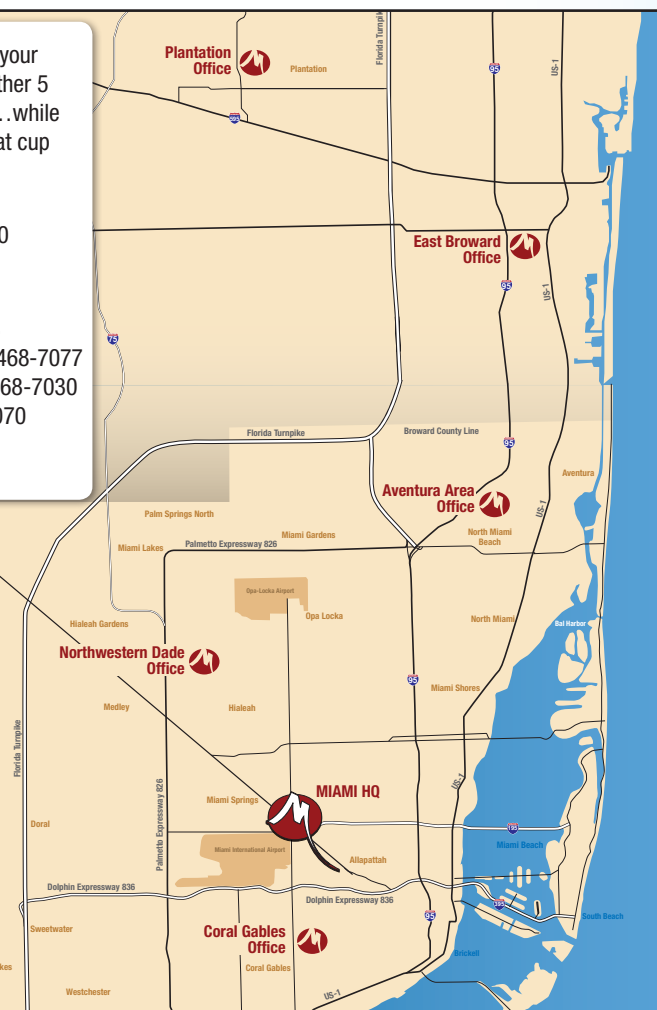 your
ther 5
...while
at cup
0
468-7077
68-7030
070
Plantation
Office
Plantation
Florida Turnpi
95
US-1
595
East Broward
Office
95
US-1
75
Florida Turnpike
Broward County Line
95
Aventura
Aventura Area
Office
US-1
Palm Springs North
Miami Gardens
North Miami
Beach
Miami Lakes
Palmetto Expressway 826
Opa-Locka Airport
Opa Locka
Hialeah Gardens
North Miami
Bal Harbor
Northwestern Dade
Office
95
Miami Shores
Medley
Hialeah
Florida Turnpike
Palmetto Expressway 826
US-1
MIAMI HQ
Miami Springs
Doral
195
Miami International Airport
Allapattah
Miami Beach
Dolphin Expressway 836
Dolphin Expressway 836
395
95
South Beach
Sweetwater
Coral Gables
Office
Brickell
kes
Coral Gables
Westchester
US-1